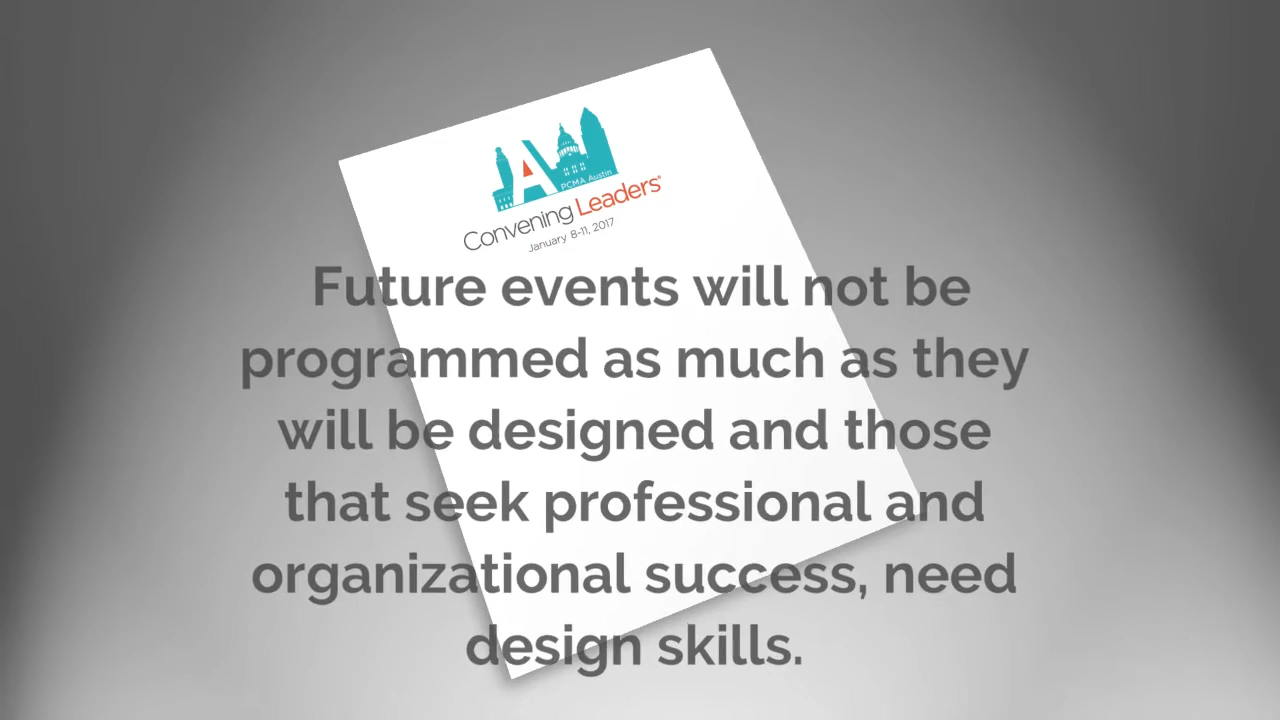 A
PCMA Austin
Convening Leaders®
January 8-11, 2017
Future events will not be
programmed as much as they
will be designed and those
that seek professional and
organizational success, need
design skills.